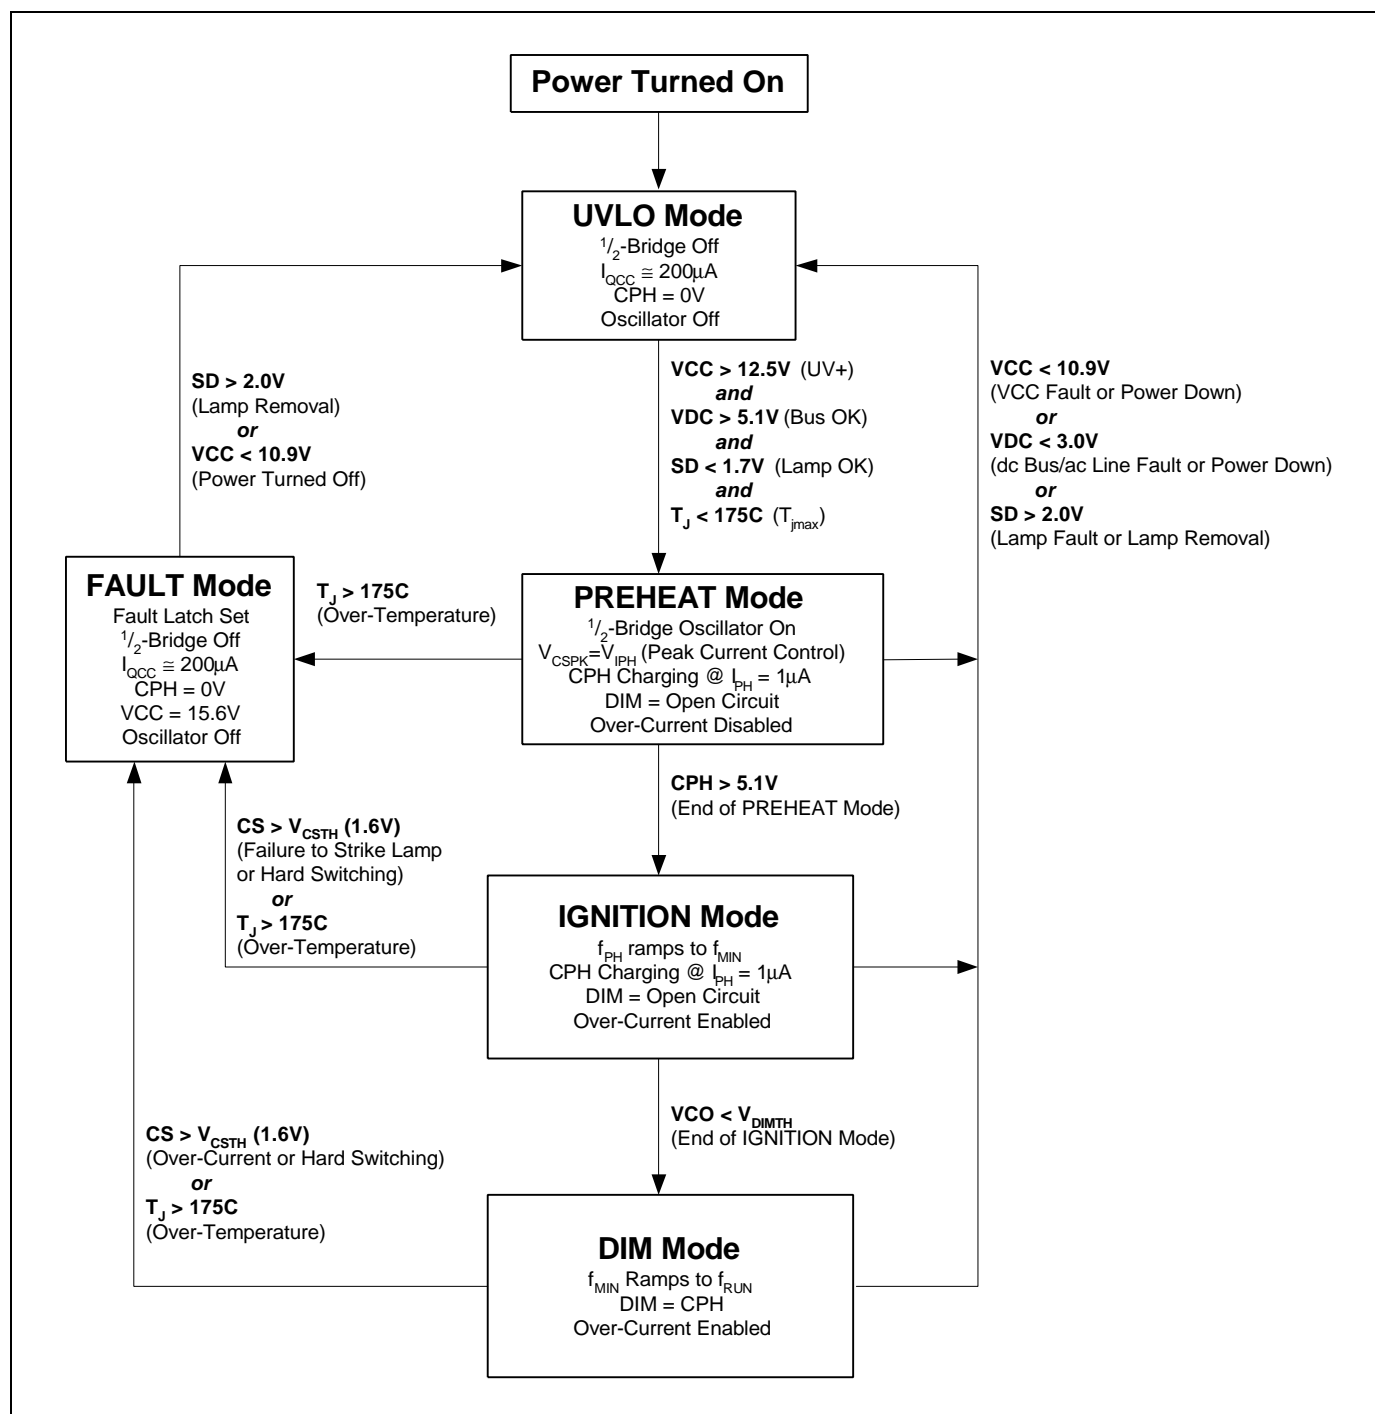 Power Turned On
UVLO Mode
1/2-Bridge Off
IQCC ≅ 200µA
CPH = 0V
Oscillator Off
SD > 2.0V
(Lamp Removal)
or
VCC < 10.9V
(Power Turned Off)
VCC > 12.5V (UV+)
and
VDC > 5.1V (Bus OK)
and
SD < 1.7V (Lamp OK)
and
TJ < 175C (Tjmax)
VCC < 10.9V
(VCC Fault or Power Down)
or
VDC < 3.0V
(dc Bus/ac Line Fault or Power Down)
or
SD > 2.0V
(Lamp Fault or Lamp Removal)
FAULT Mode
Fault Latch Set
1/2-Bridge Off
IQCC ≅ 200µA
CPH = 0V
VCC = 15.6V
Oscillator Off
TJ > 175C
(Over-Temperature)
PREHEAT Mode
1/2-Bridge Oscillator On
VCSPK=VIPH (Peak Current Control)
CPH Charging @ IPH = 1µA
DIM = Open Circuit
Over-Current Disabled
CPH > 5.1V
(End of PREHEAT Mode)
CS > VCSTH (1.6V)
(Failure to Strike Lamp
or Hard Switching)
or
TJ > 175C
(Over-Temperature)
IGNITION Mode
fPH ramps to fMIN
CPH Charging @ IPH = 1µA
DIM = Open Circuit
Over-Current Enabled
VCO < VDIMTH
(End of IGNITION Mode)
CS > VCSTH (1.6V)
(Over-Current or Hard Switching)
or
TJ > 175C
(Over-Temperature)
DIM Mode
fMIN Ramps to fRUN
DIM = CPH
Over-Current Enabled